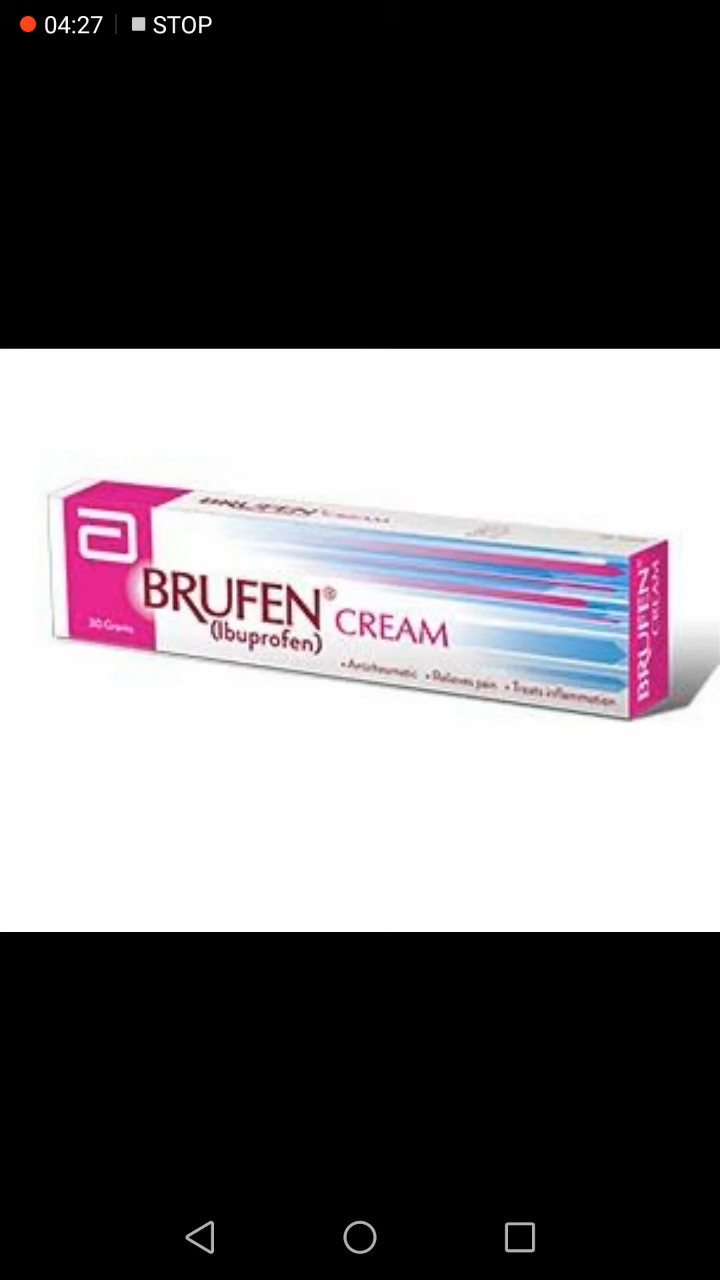 04:27 STOP
BRUFEN CREAM
BRUFEN® CREAM
(Ibuprofen)
30 Grams
• Antirheumatic • Relieves pain • Treats inflammation
BRUFEN®
CREAM